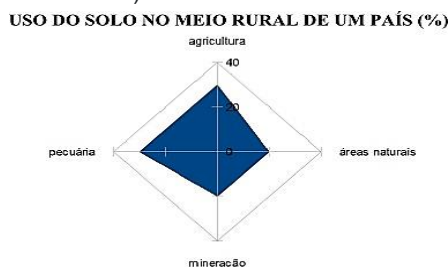 USO DO SOLO NO MEIO RURAL DE UM PAÍS (%)
agricultura
40
20
pecuária
0
áreas naturais
mineração